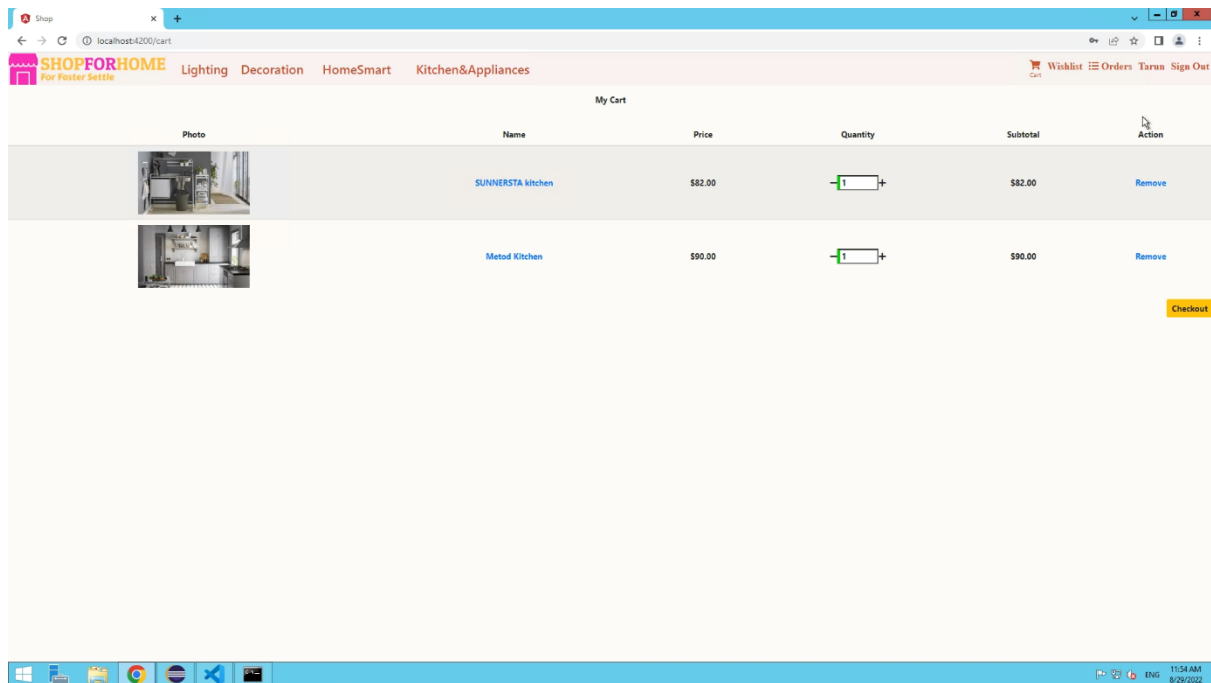 Shop
localhost:4200/cart
SHOPFORHOME
For Faster Settle
Lighting Decoration HomeSmart Kitchen&Appliances
Cart
Wishlist Orders Tarun Sign Out
My Cart
Photo Name Price Quantity Subtotal Action
SUNNERSTA kitchen $82.00 1 $82.00 Remove
Metod Kitchen $90.00 1 $90.00 Remove
Checkout
ENG 11:54 AM
8/29/2022